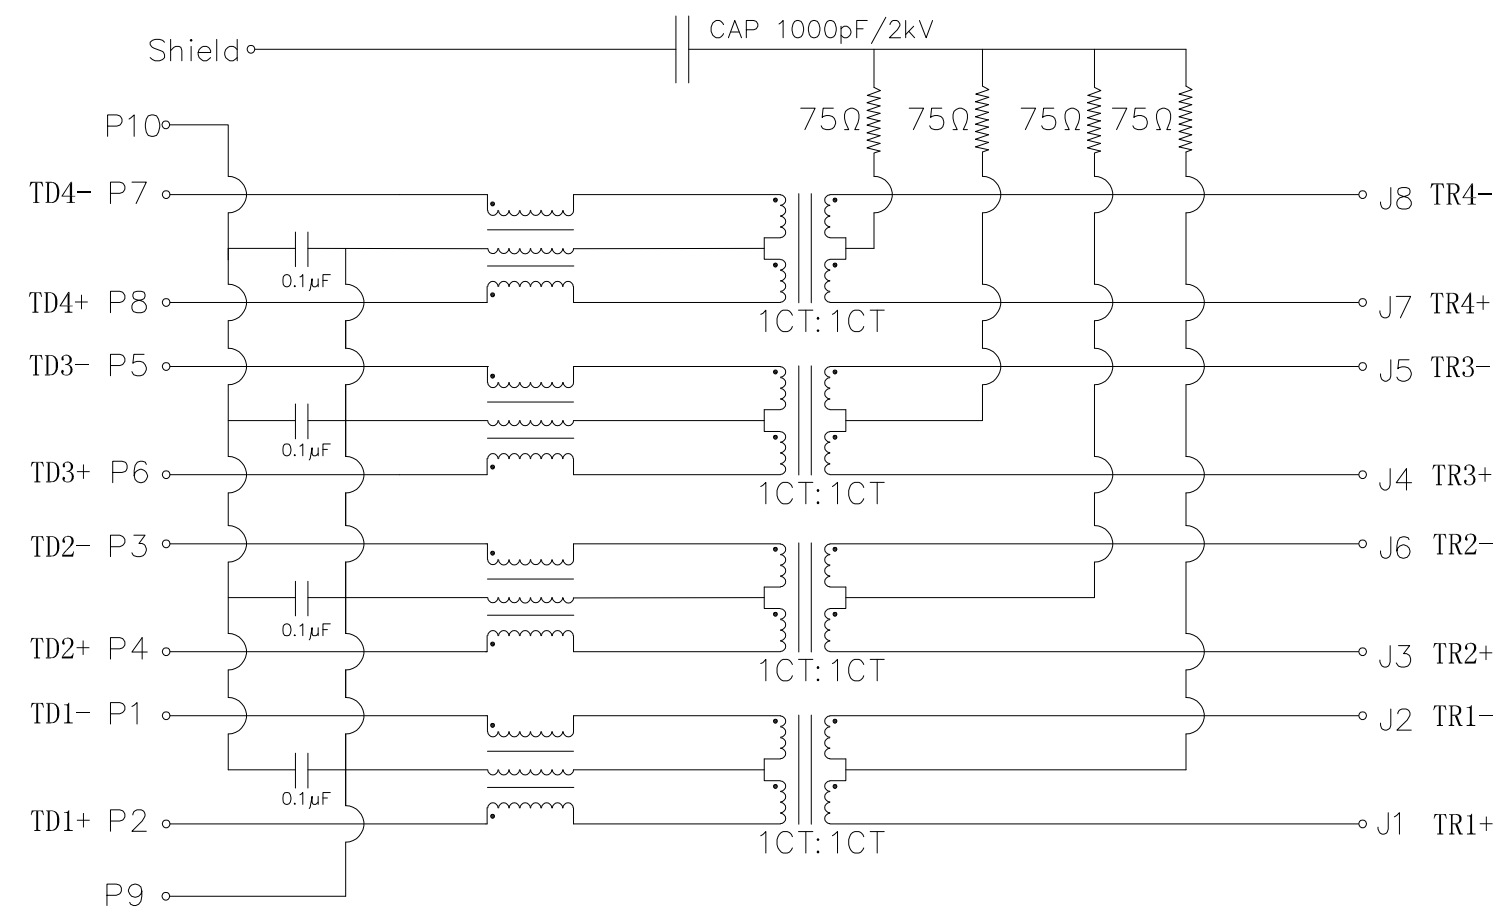 CAP 1000pF/2kV
Shield
75Ω 75Ω 75Ω 75Ω
P10
TD4- P7 J8 TR4-
0.1µF
TD4+ P8 J7 TR4+
1CT:1CT
TD3- P5 J5 TR3-
0.1µF
TD3+ P6 J4 TR3+
1CT:1CT
TD2- P3 J6 TR2-
0.1µF
TD2+ P4 J3 TR2+
1CT:1CT
TD1- P1 J2 TR1-
0.1µF
TD1+ P2 J1 TR1+
1CT:1CT
P9